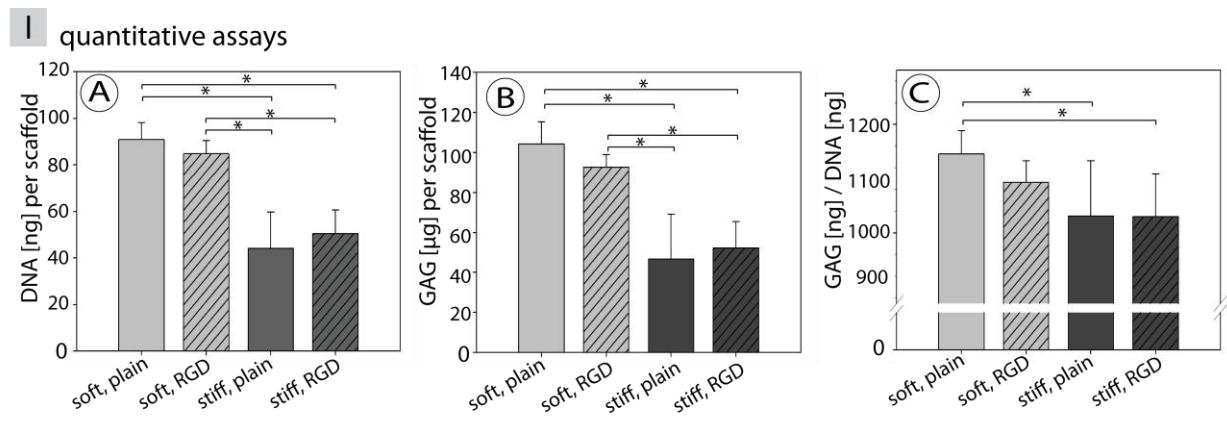 I quantitative assays
A
DNA [ng] per scaffold
120
100
80
60
40
20
0
* * * *
soft, plain
soft, RGD
stiff, plain
stiff, RGD
B
GAG [µg] per scaffold
140
120
100
80
60
40
20
0
* * * *
soft, plain
soft, RGD
stiff, plain
stiff, RGD
C
GAG [ng] / DNA [ng]
1200
1100
1000
900
0
* *
soft, plain
soft, RGD
stiff, plain
stiff, RGD